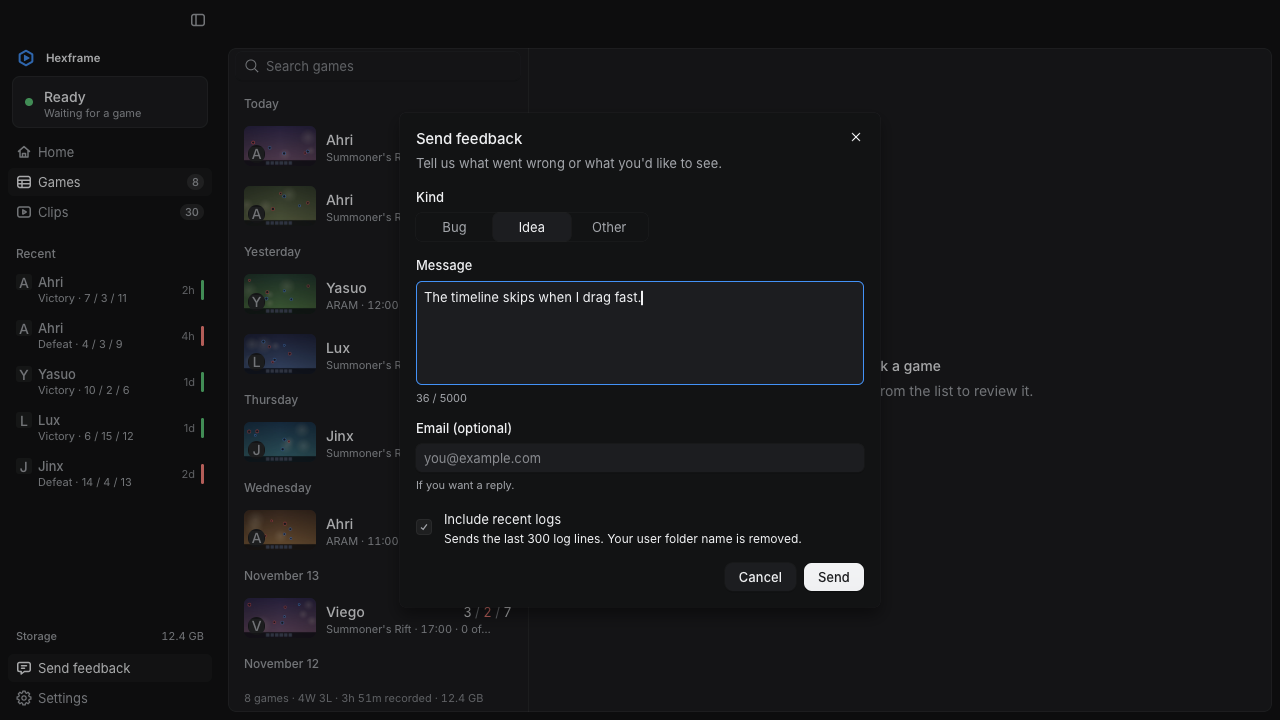 Hexframe
Ready
Waiting for a game
Home
Games 8
Clips 30
Recent
A Ahri
Victory · 7 / 3 / 11 2h
A Ahri
Defeat · 4 / 3 / 9 4h
Y Yasuo
Victory · 10 / 2 / 6 1d
L Lux
Victory · 6 / 15 / 12 1d
J Jinx
Defeat · 14 / 4 / 13 2d
Storage 12.4 GB
Send feedback
Settings
Search games
Today
A Ahri
Summoner's R
A Ahri
Summoner's R
Yesterday
Y Yasuo
ARAM · 12:00
L Lux
Summoner's R
Thursday
J Jinx
Summoner's R
Wednesday
A Ahri
ARAM · 11:00
November 13
V Viego 3 / 2 / 7
Summoner's Rift · 17:00 · 0 of...
November 12
8 games · 4W 3L · 3h 51m recorded · 12.4 GB
Send feedback
Tell us what went wrong or what you'd like to see.
Kind
Bug Idea Other
Message
The timeline skips when I drag fast.
36 / 5000
Email (optional)
you@example.com
If you want a reply.
Include recent logs
Sends the last 300 log lines. Your user folder name is removed.
Cancel Send
k a game
rom the list to review it.